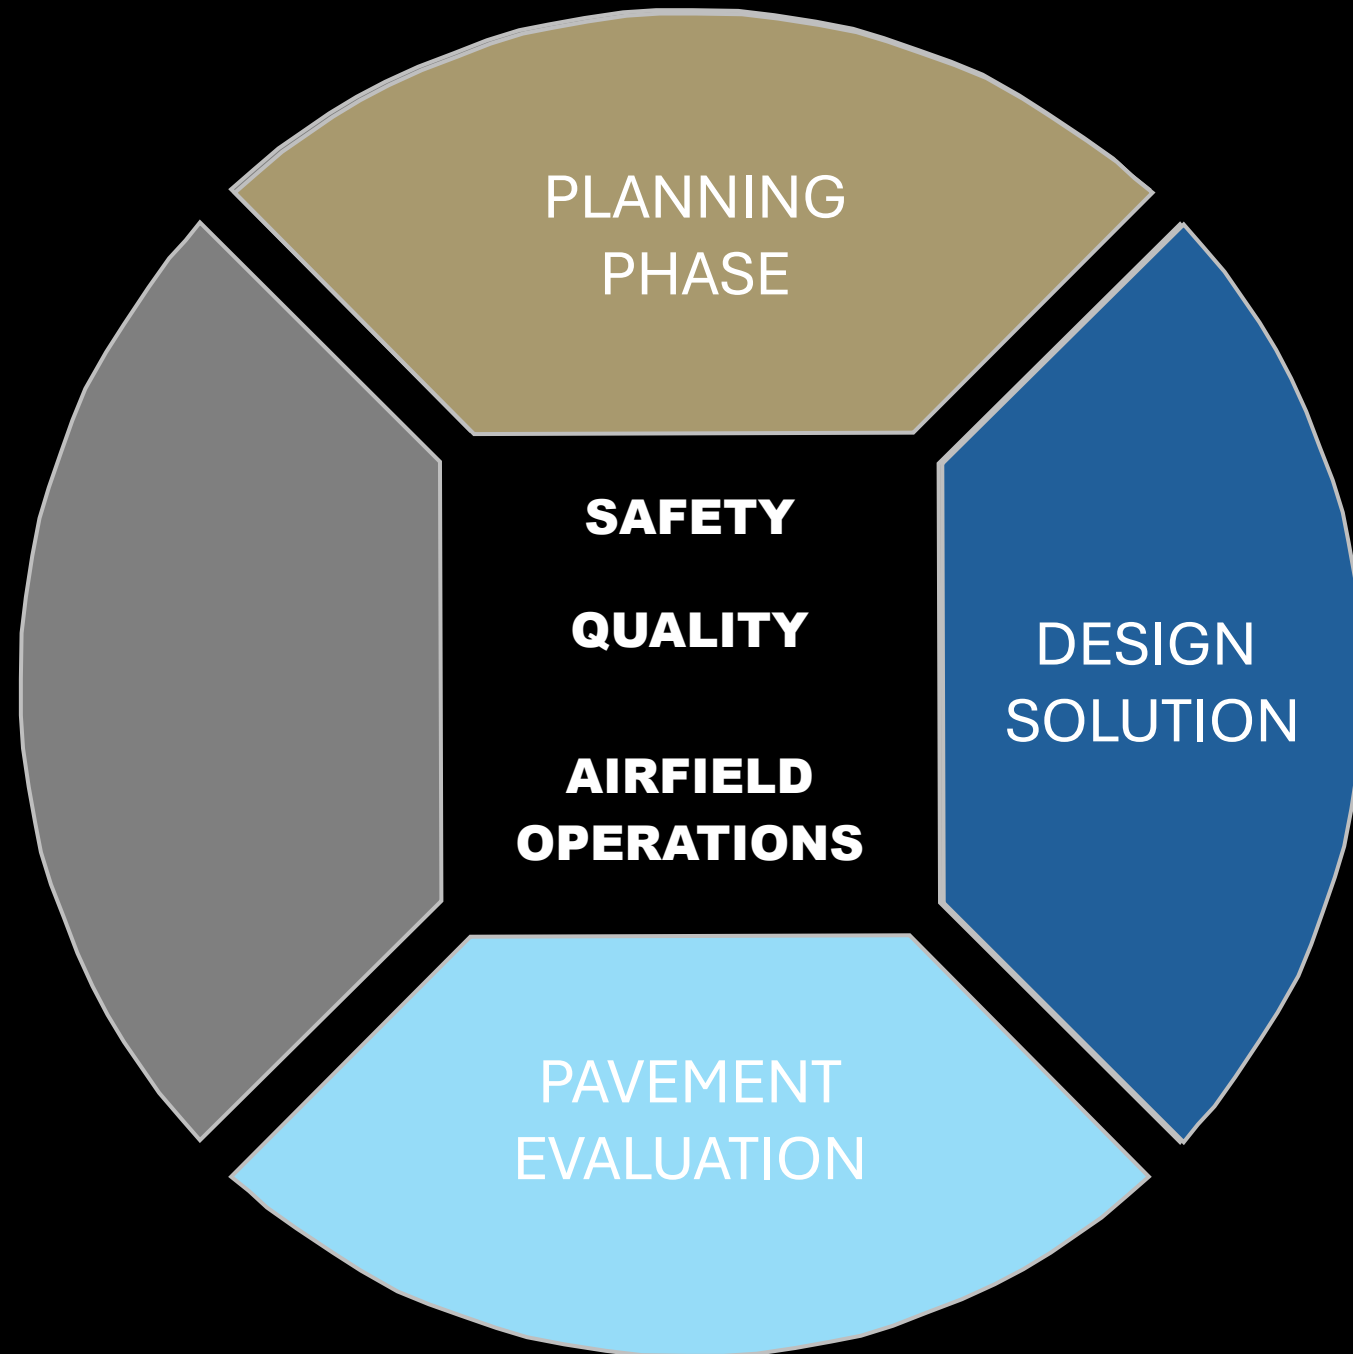 PLANNING
PHASE
SAFETY
QUALITY
DESIGN
SOLUTION
AIRFIELD
OPERATIONS
PAVEMENT
EVALUATION